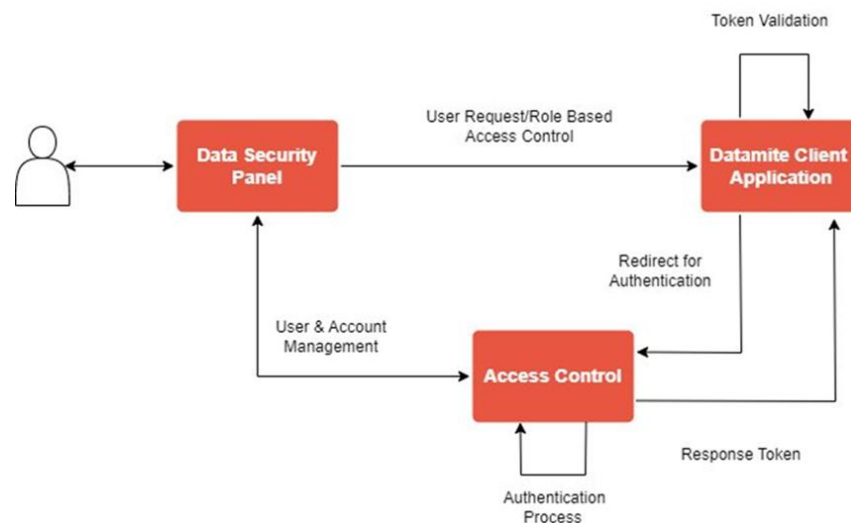 Token Validation
User Request/Role Based
Access Control
Data Security
Panel
Datamite Client
Application
Redirect for
Authentication
User & Account
Management
Access Control
Response Token
Authentication
Process